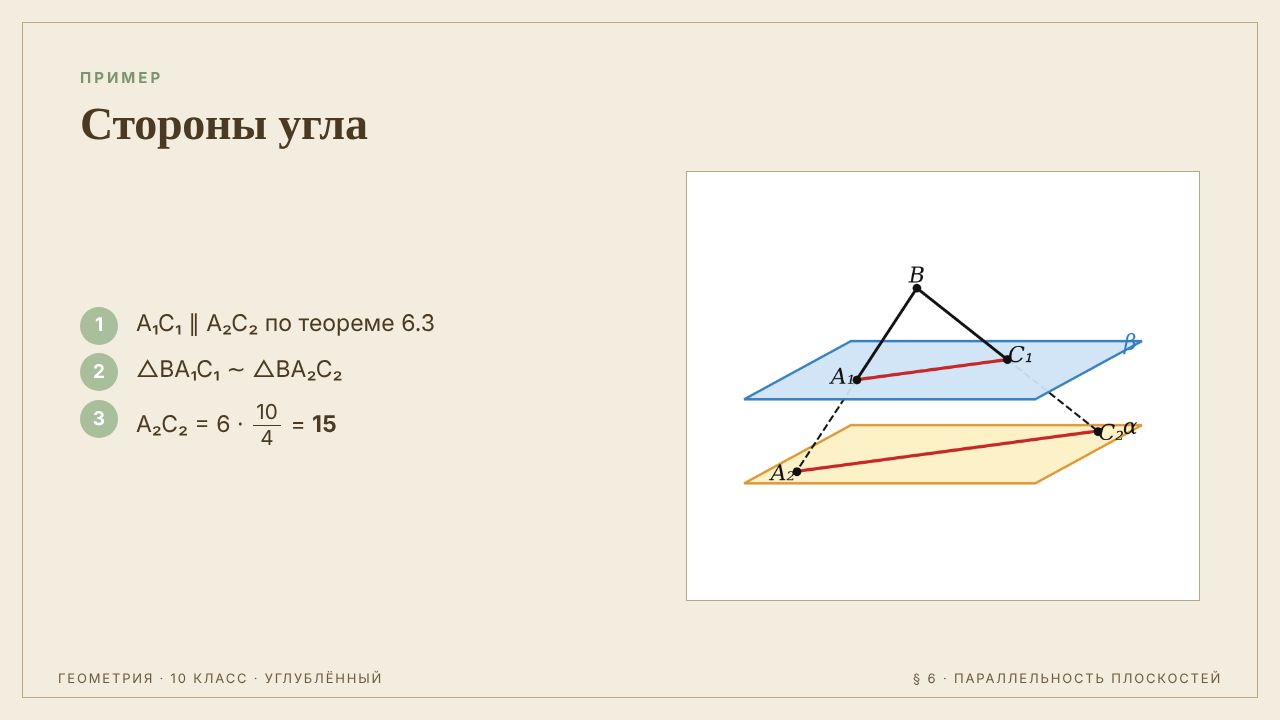 ПРИМЕР
Стороны угла
1 A₁C₁ ∥ A₂C₂ по теореме 6.3
2 △BA₁C₁ ~ △BA₂C₂
3 A₂C₂ = 6 · 10/4 = 15
B
β
C₁
A₁
C₂
α
A₂
ГЕОМЕТРИЯ · 10 КЛАСС · УГЛУБЛЁННЫЙ
§ 6 · ПАРАЛЛЕЛЬНОСТЬ ПЛОСКОСТЕЙ